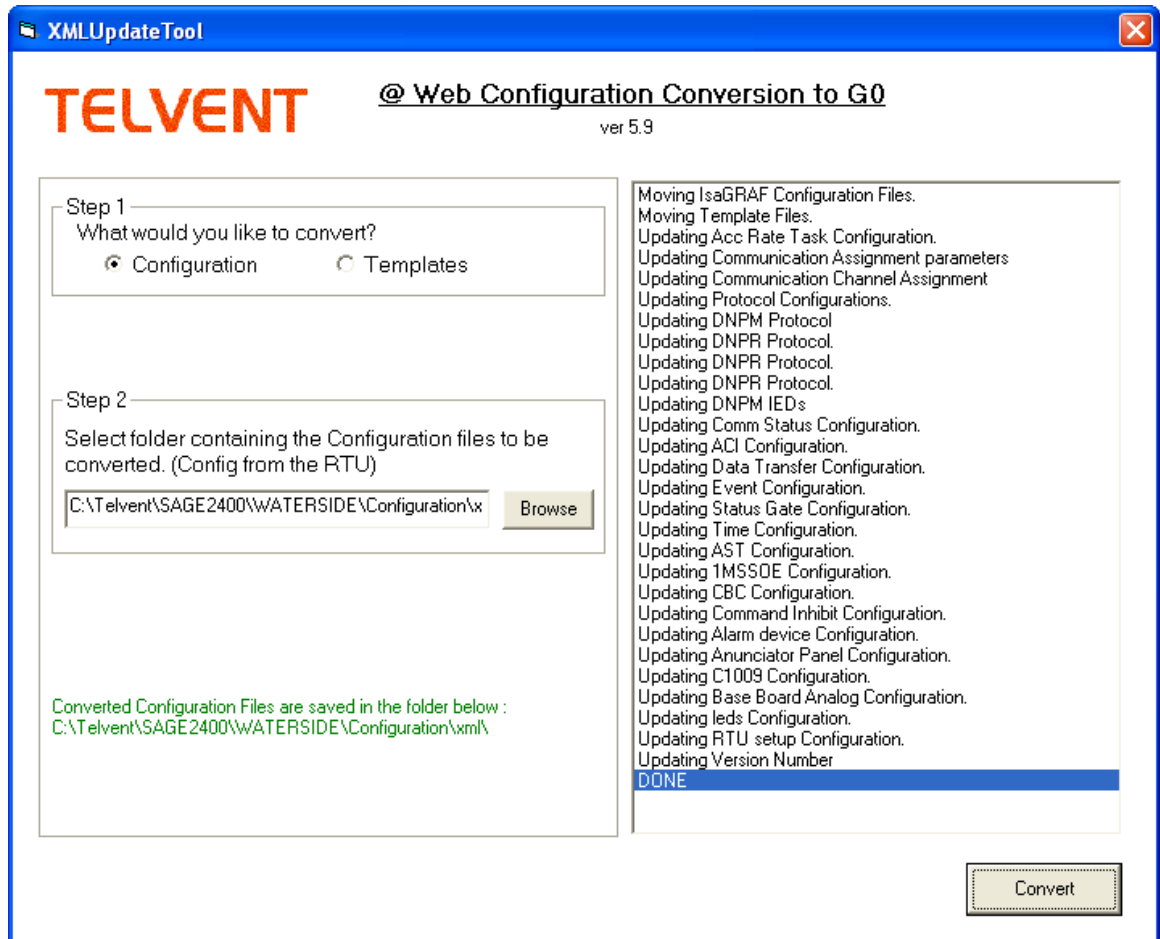 XMLUpdateTool
TELVENT
@ Web Configuration Conversion to G0
ver 5.9
Step 1
What would you like to convert?
Configuration
Templates
Step 2
Select folder containing the Configuration files to be
converted. (Config from the RTU)
C:\Telvent\SAGE2400\WATERSIDE\Configuration\x
Browse
Converted Configuration Files are saved in the folder below :
C:\Telvent\SAGE2400\WATERSIDE\Configuration\xml\
Moving IsaGRAF Configuration Files.
Moving Template Files.
Updating Acc Rate Task Configuration.
Updating Communication Assignment parameters
Updating Communication Channel Assignment
Updating Protocol Configurations.
Updating DNPM Protocol
Updating DNPR Protocol.
Updating DNPR Protocol.
Updating DNPR Protocol.
Updating DNPM IEDs
Updating Comm Status Configuration.
Updating ACI Configuration.
Updating Data Transfer Configuration.
Updating Event Configuration.
Updating Status Gate Configuration.
Updating Time Configuration.
Updating AST Configuration.
Updating 1MSSOE Configuration.
Updating CBC Configuration.
Updating Command Inhibit Configuration.
Updating Alarm device Configuration.
Updating Anunciator Panel Configuration.
Updating C1009 Configuration.
Updating Base Board Analog Configuration.
Updating leds Configuration.
Updating RTU setup Configuration.
Updating Version Number
DONE
Convert